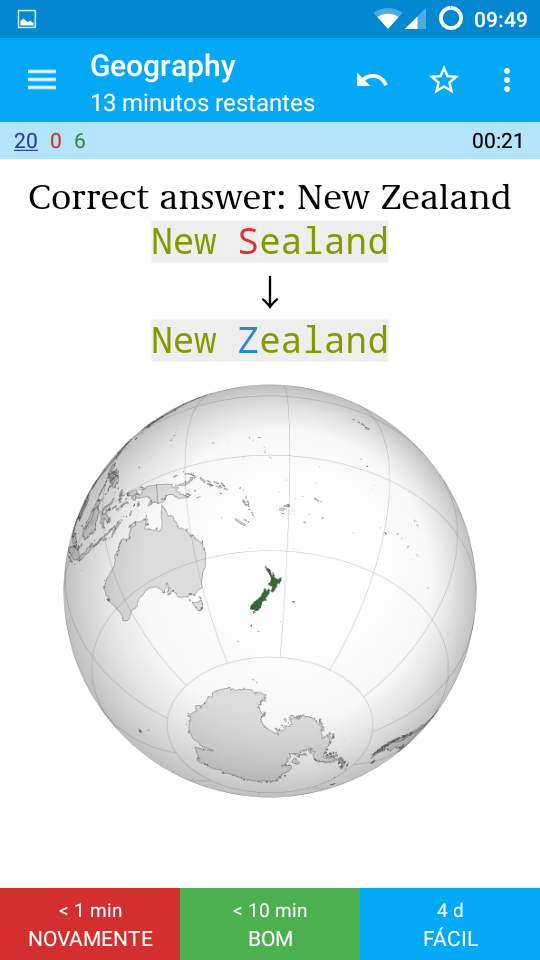 09:49
Geography
13 minutos restantes
20 0 6 00:21
Correct answer: New Zealand
New Sealand
↓
New Zealand
< 1 min < 10 min 4 d
NOVAMENTE BOM FÁCIL